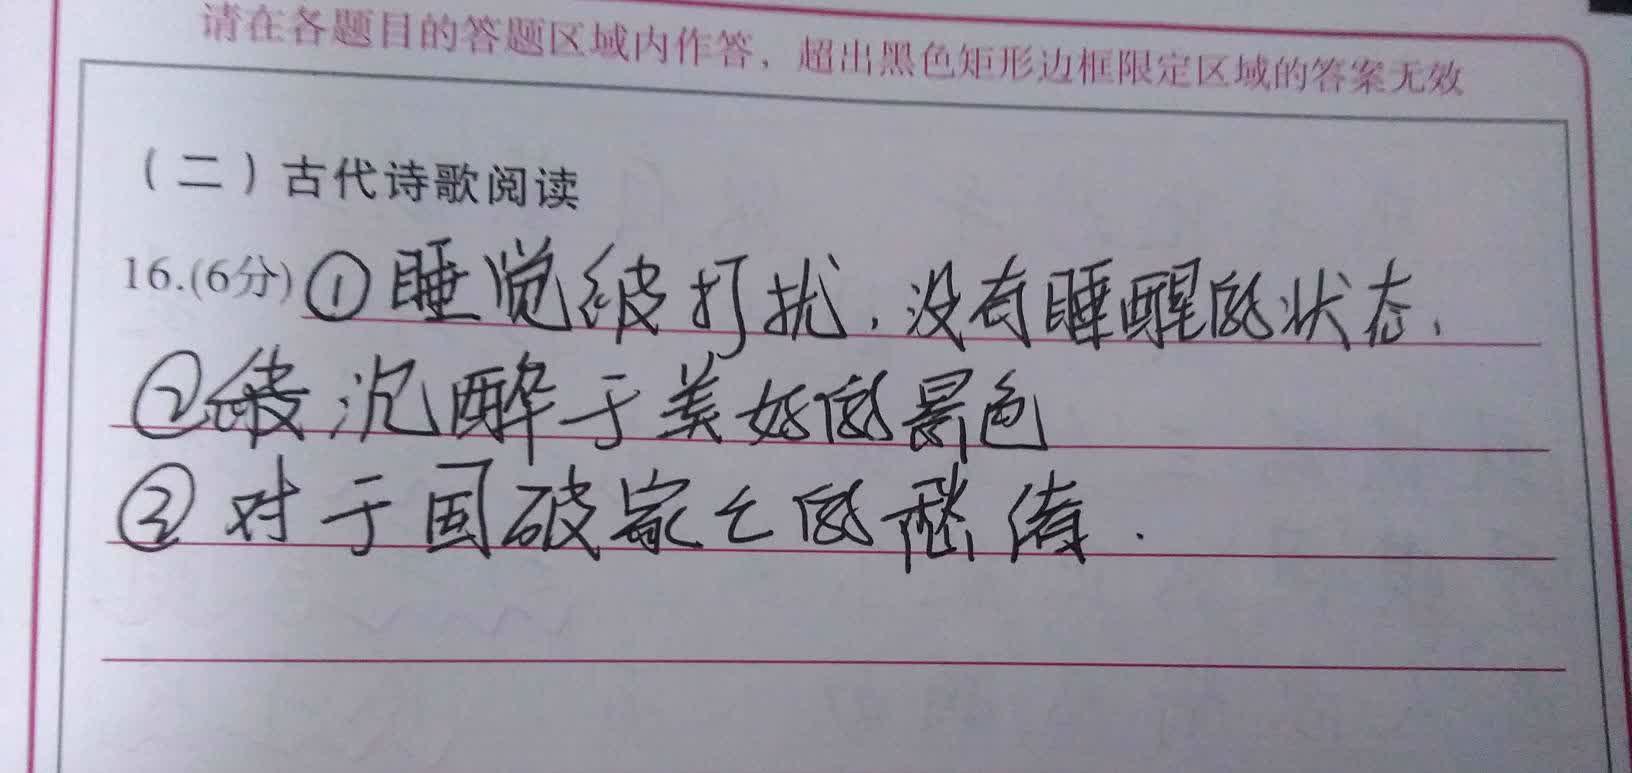 请在各题目的答题区域内作答，超出黑色矩形边框限定区域的答案无效
（二）古代诗歌阅读
16.(6分)①睡觉被打扰，没有睡醒的状态，
②被沉醉于美好的景色
③对于国破家亡的愁绪.